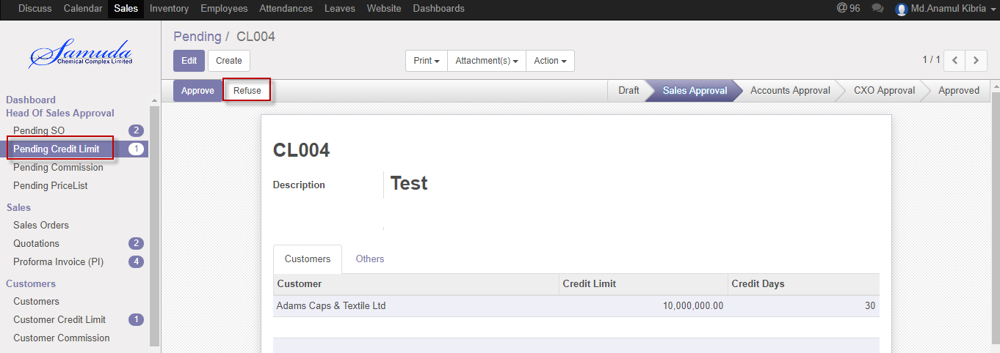 Discuss Calendar Sales Inventory Employees Attendances Leaves Website Dashboards @ 96 Md.Anamul Kibria
Samuda
Chemical Complex Limited
Pending / CL004
Edit Create Print Attachment(s) Action 1 / 1
Approve Refuse Draft Sales Approval Accounts Approval CXO Approval Approved
Dashboard
Head Of Sales Approval
Pending SO 2
Pending Credit Limit 1
Pending Commission
Pending PriceList
Sales
Sales Orders
Quotations 2
Proforma Invoice (PI) 4
Customers
Customers
Customer Credit Limit 1
Customer Commission
CL004
Description Test
Customers Others
Customer Credit Limit Credit Days
Adams Caps & Textile Ltd 10,000,000.00 30